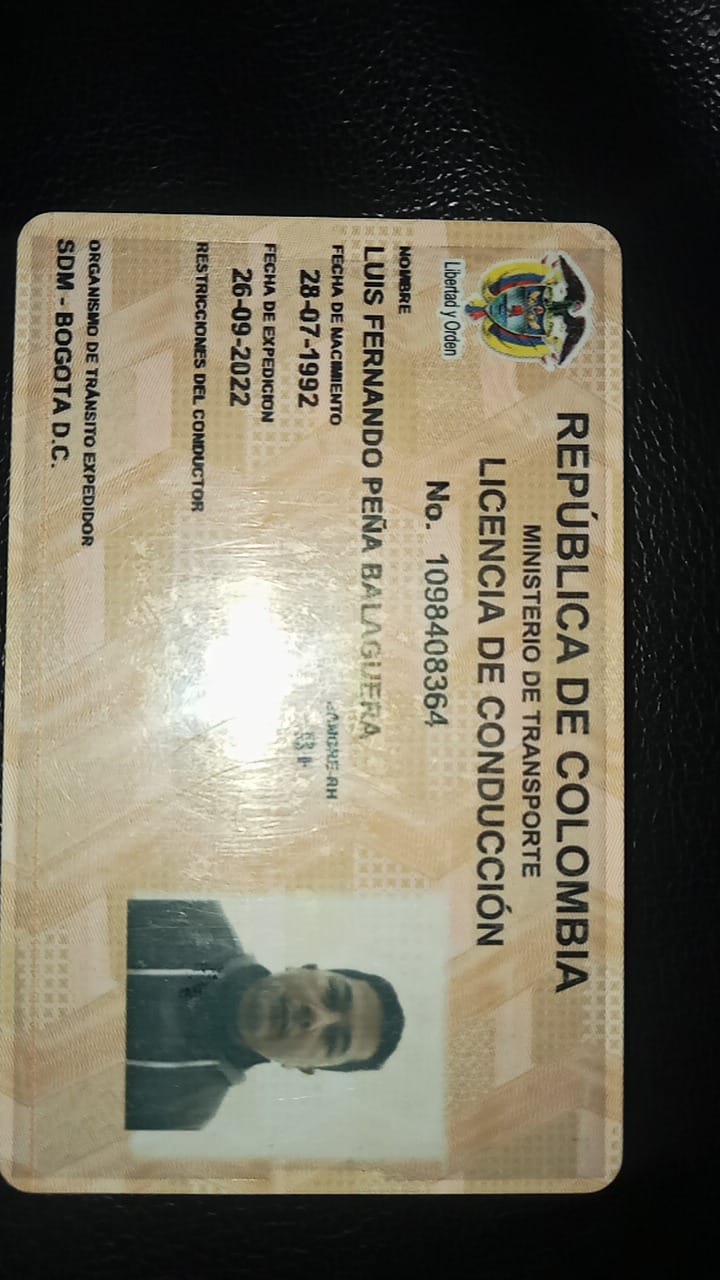 REPÚBLICA DE COLOMBIA
MINISTERIO DE TRANSPORTE
LICENCIA DE CONDUCCIÓN
Libertad y Orden
No. 1098408364
NOMBRE
LUIS FERNANDO PEÑA BALAGUERA
FECHA DE NACIMIENTO
28-07-1992
SANGRE-RH
FECHA DE EXPEDICION
26-09-2022
RESTRICCIONES DEL CONDUCTOR
ORGANISMO DE TRÁNSITO EXPEDIDOR
SDM - BOGOTA D.C.